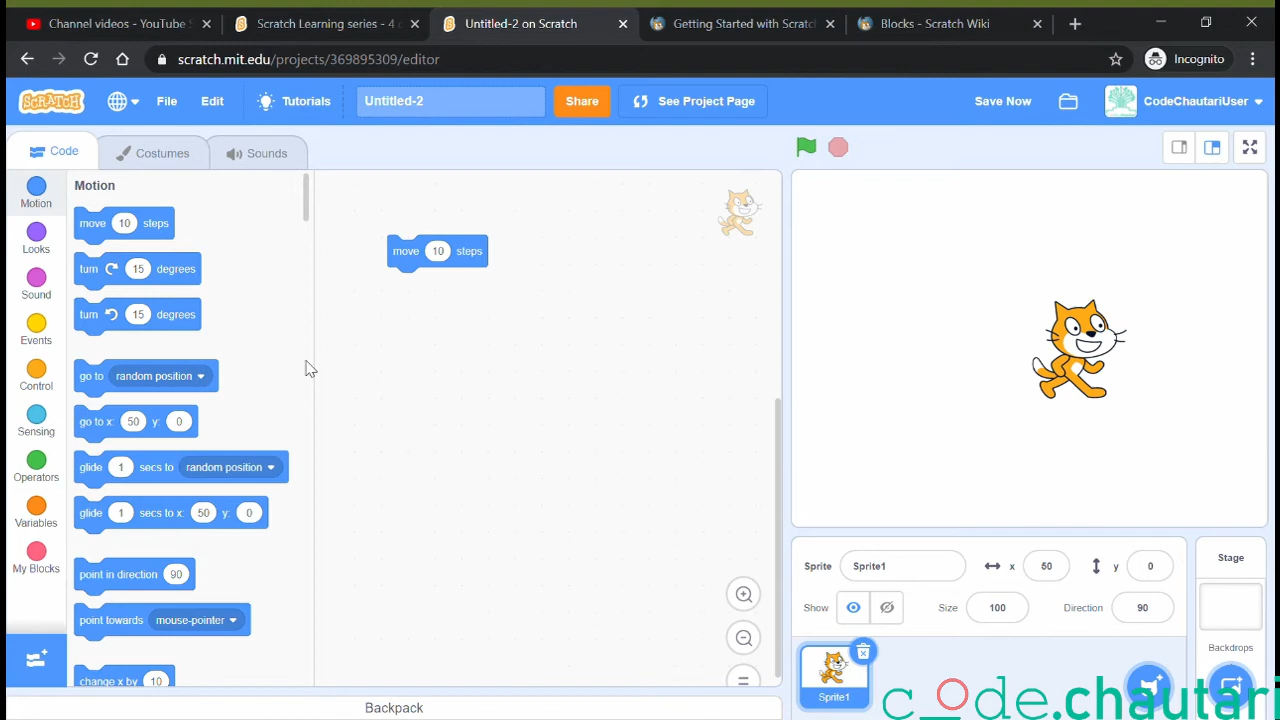 Channel videos - YouTube S
Scratch Learning series - 4 c
Untitled-2 on Scratch
Getting Started with Scratch
Blocks - Scratch Wiki
scratch.mit.edu/projects/369895309/editor
Incognito
SCRATCH
File
Edit
Tutorials
Untitled-2
Share
See Project Page
Save Now
CodeChautariUser
Code
Costumes
Sounds
Motion
Looks
Sound
Events
Control
Sensing
Operators
Variables
My Blocks
Motion
move 10 steps
turn 15 degrees
turn 15 degrees
go to random position
go to x: 50 y: 0
glide 1 secs to random position
glide 1 secs to x: 50 y: 0
point in direction 90
point towards mouse-pointer
change x by 10
move 10 steps
Backpack
Sprite Sprite1 x 50 y 0
Show Size 100 Direction 90
Sprite1
Stage
Backdrops
c_ode.chautari